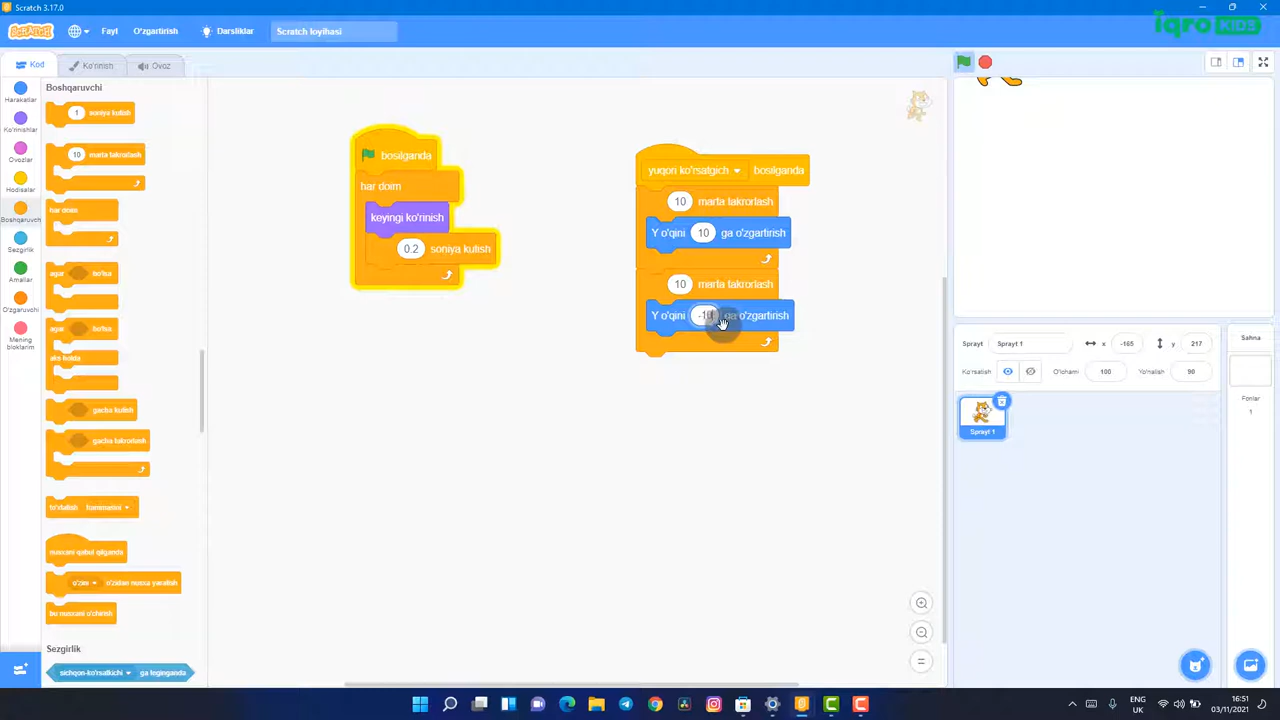 Scratch 3.17.0
SCRATCH
Fayl
O'zgartirish
Darsliklar
Scratch loyihasi
iqro KIDS
Kod
Ko'rinish
Ovoz
Harakatlar
Ko'rinishlar
Ovozlar
Hodisalar
Boshqaruvchi
Sezgirlik
Amallar
O'zgaruvchi
Mening
bloklarim
Boshqaruvchi
1 soniya kutish
10 marta takrorlash
har doim
agar bo'lsa
agar bo'lsa
aks holda
gacha kutish
gacha takrorlash
to'xtatish hammasini
nusxani qabul qilganda
o'zini o'zidan nusxa yaratish
bu nusxani o'chirish
Sezgirlik
sichqon-ko'rsatkichi ga teginganda
bosilganda
har doim
keyingi ko'rinish
0.2 soniya kutish
yuqori ko'rsatgich bosilganda
10 marta takrorlash
Y o'qini 10 ga o'zgartirish
10 marta takrorlash
Y o'qini -10 ga o'zgartirish
Sprayt
Sprayt 1
x
-165
y
217
Ko'rsatish
O'lchami
100
Yo'nalish
90
Sprayt 1
Sahna
Fonlar
1
ENG
UK
16:51
03/11/2021